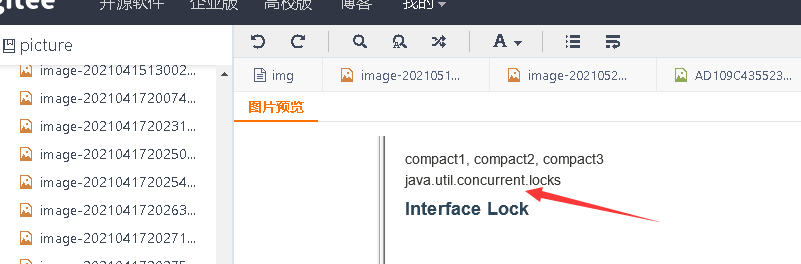 gitee 开源软件 企业版 高校版 博客 我的
picture
image-2021041513002...
image-2021041720074...
image-2021041720231...
image-2021041720250...
image-2021041720254...
image-2021041720263...
image-2021041720271...
image-2021041720275...
A
img image-2021051... image-2021052... AD109C435523...
图片预览
compact1, compact2, compact3
java.util.concurrent.locks
Interface Lock